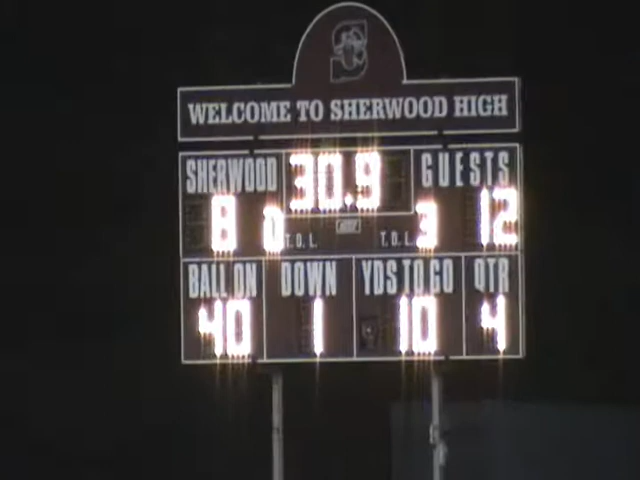 S
WELCOME TO SHERWOOD HIGH
SHERWOOD 30.9 GUESTS
8 0 T.O.L. T.O.L. 3 12
BALL ON DOWN YDS TO GO QTR
40 1 10 4